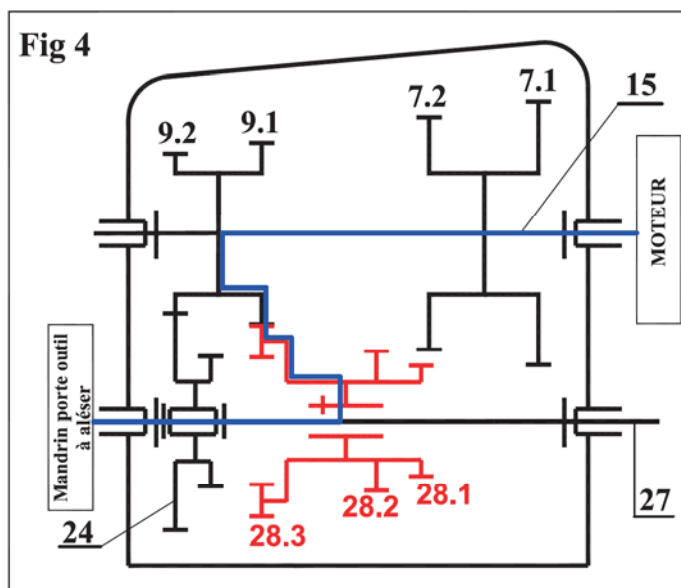 Fig 4
7.1
7.2
15
9.1
9.2
MOTEUR
Mandrin porte outil
à aléser
28.1
28.2
28.3
24
27